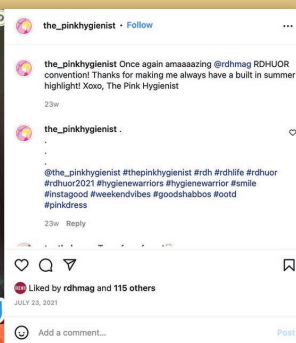 the_pinkhygienist • Follow
the_pinkhygienist Once again amaaaazing @rdhmag RDHUOR
convention! Thanks for making me always have a built in summer
highlight! Xoxo, The Pink Hygienist
23w
the_pinkhygienist .
.
.
.
@the_pinkhygienist #thepinkhygienist #rdh #rdhlife #rdhuor
#rdhuor2021 #hygienewarriors #hygienewarrior #smile
#instagood #weekendvibes #goodshabbos #ootd
#pinkdress
23w Reply
Liked by rdhmag and 115 others
JULY 23, 2021
Add a comment...
Post